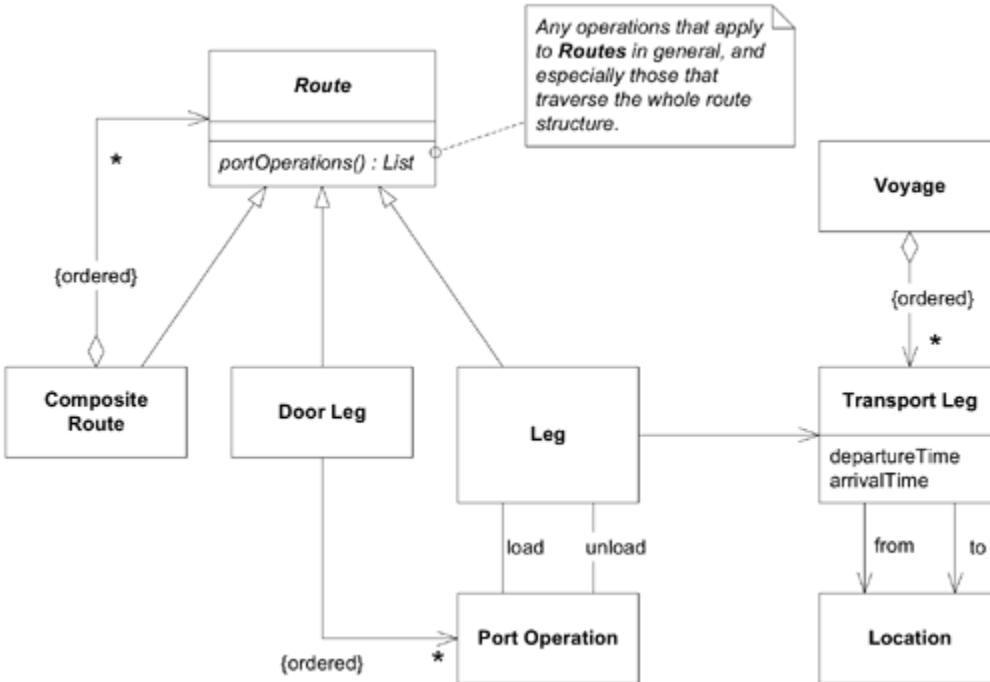 Any operations that apply
to Routes in general, and
especially those that
traverse the whole route
structure.
Route
portOperations() : List
*
{ordered}
Voyage
{ordered}
*
Composite
Route
Door Leg
Leg
Transport Leg
departureTime
arrivalTime
load
unload
from
to
Port Operation
Location
{ordered}
*